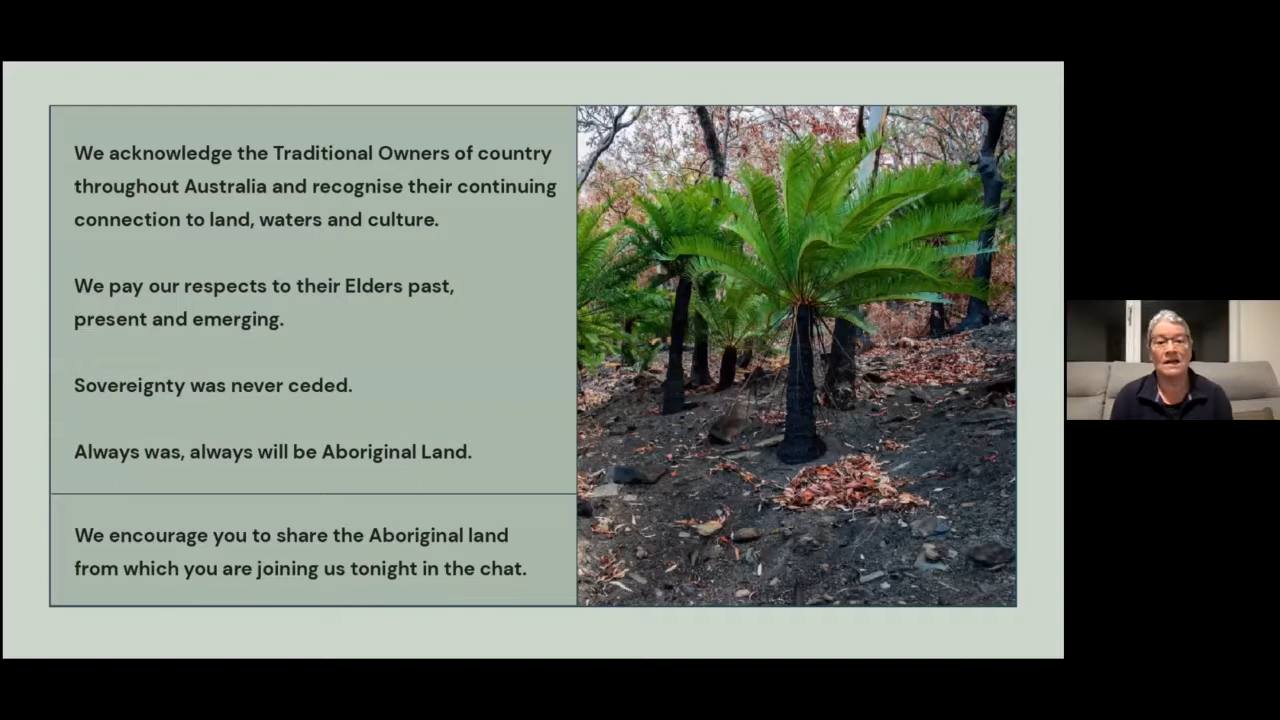 We acknowledge the Traditional Owners of country
throughout Australia and recognise their continuing
connection to land, waters and culture.
We pay our respects to their Elders past,
present and emerging.
Sovereignty was never ceded.
Always was, always will be Aboriginal Land.
We encourage you to share the Aboriginal land
from which you are joining us tonight in the chat.